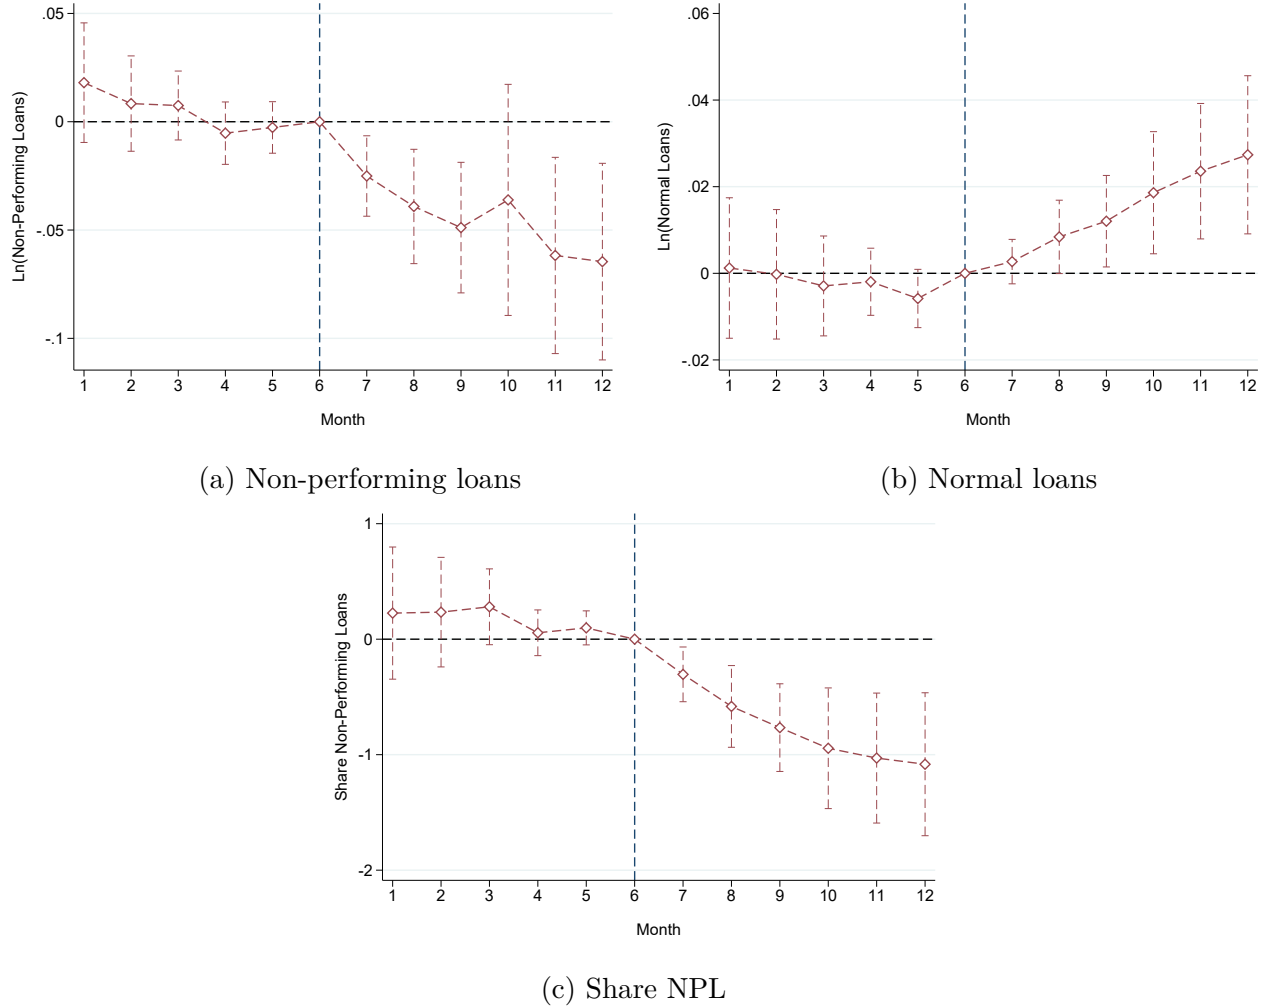 .05
0
-.05
-.1
Ln(Non-Performing Loans)
1 2 3 4 5 6 7 8 9 10 11 12
Month
(a) Non-performing loans
.06
.04
.02
0
-.02
Ln(Normal Loans)
1 2 3 4 5 6 7 8 9 10 11 12
Month
(b) Normal loans
1
0
-1
-2
Share Non-Performing Loans
1 2 3 4 5 6 7 8 9 10 11 12
Month
(c) Share NPL